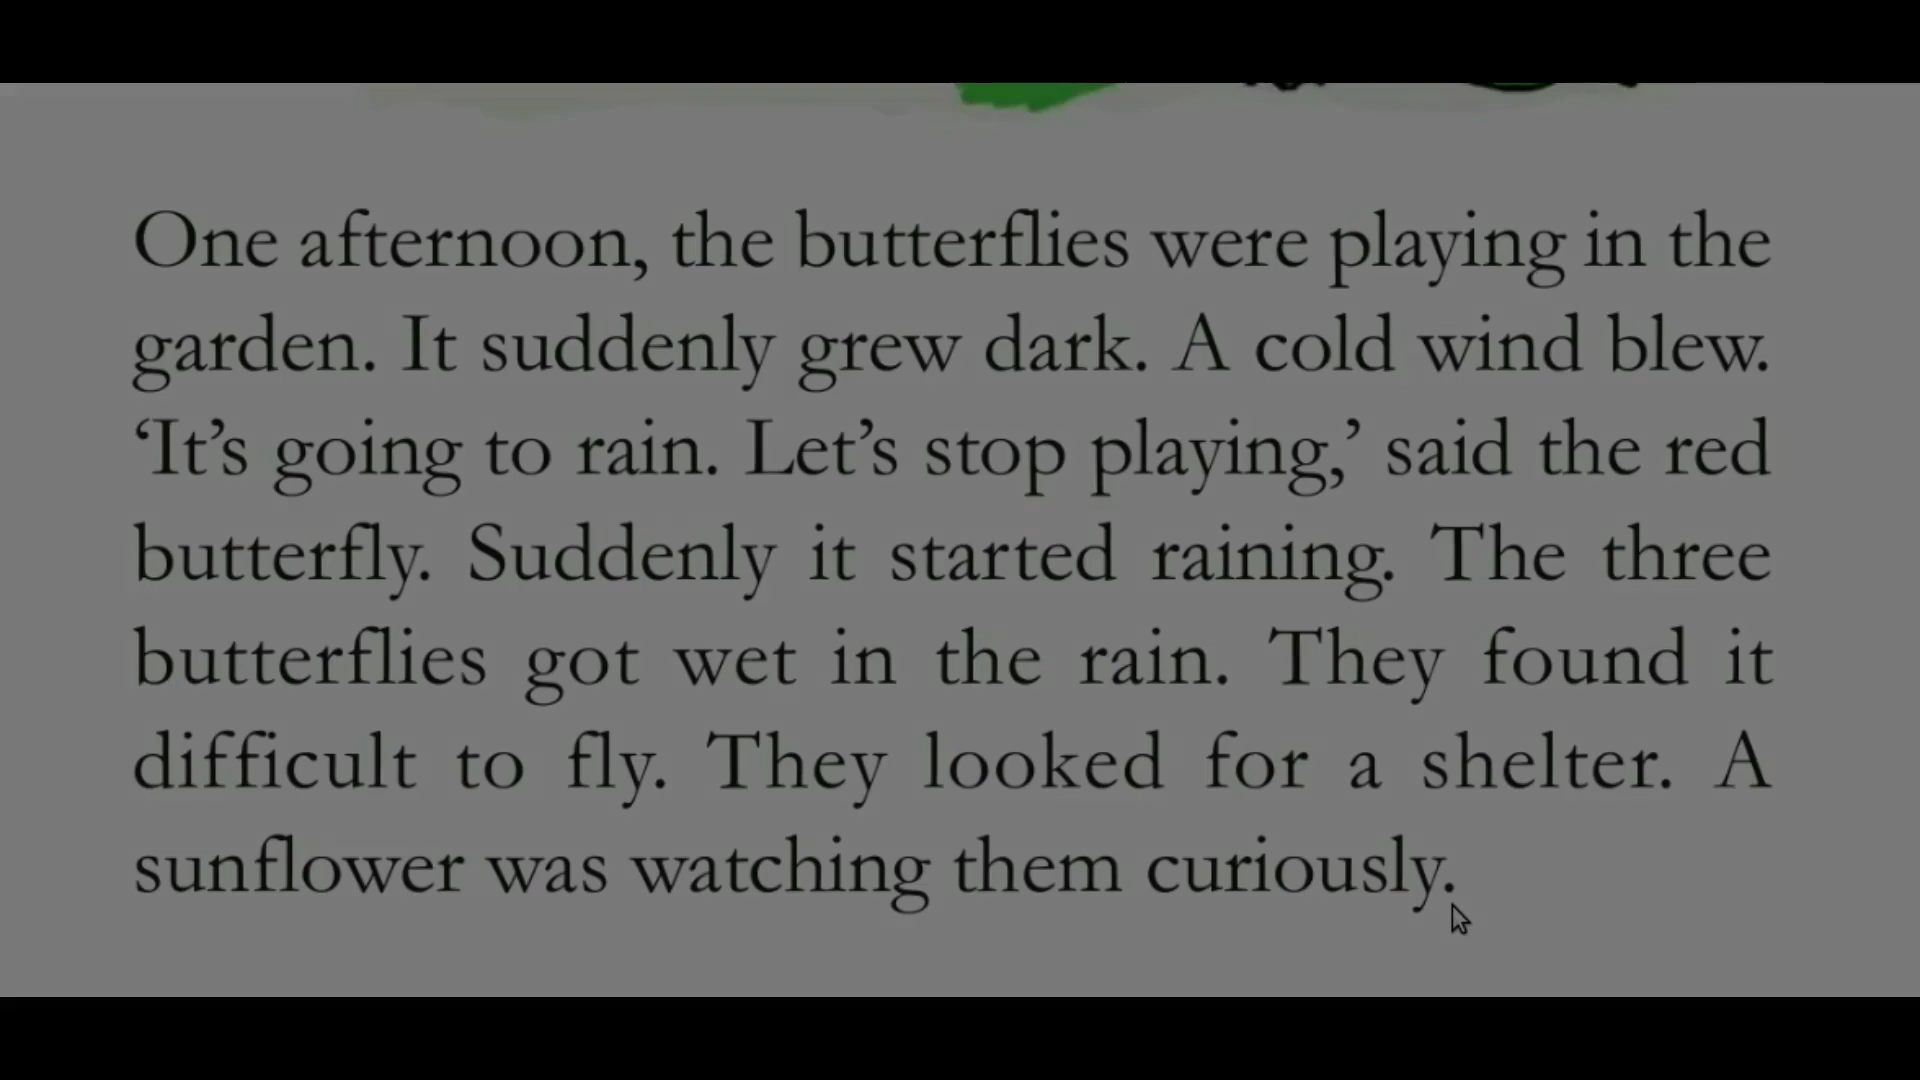 One afternoon, the butterflies were playing in the
garden. It suddenly grew dark. A cold wind blew.
‘It’s going to rain. Let’s stop playing,’ said the red
butterfly. Suddenly it started raining. The three
butterflies got wet in the rain. They found it
difficult to fly. They looked for a shelter. A
sunflower was watching them curiously.